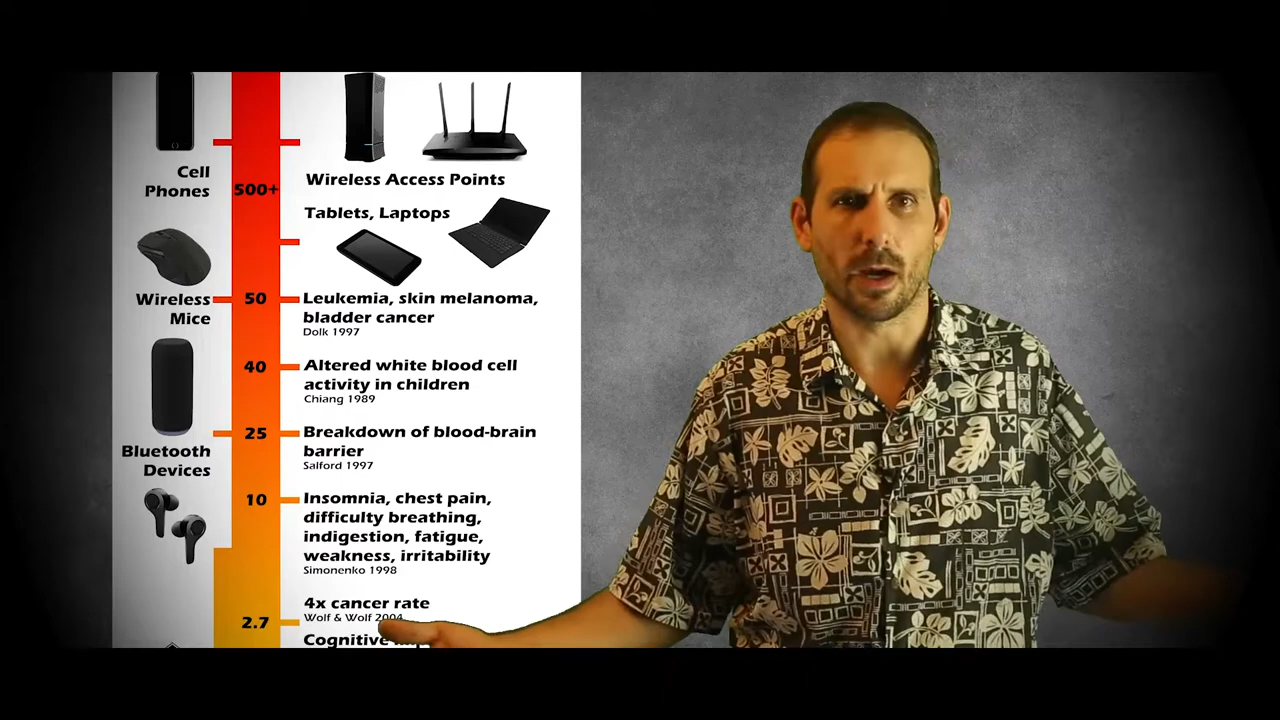 Cell
Phones
500+
Wireless Access Points
Tablets, Laptops
Wireless
Mice
50
Leukemia, skin melanoma,
bladder cancer
Dolk 1997
40
Altered white blood cell
activity in children
Chiang 1989
25
Breakdown of blood-brain
barrier
Salford 1997
Bluetooth
Devices
10
Insomnia, chest pain,
difficulty breathing,
indigestion, fatigue,
weakness, irritability
Simonenko 1998
2.7
4x cancer rate
Wolf & Wolf 2004
Cognitive